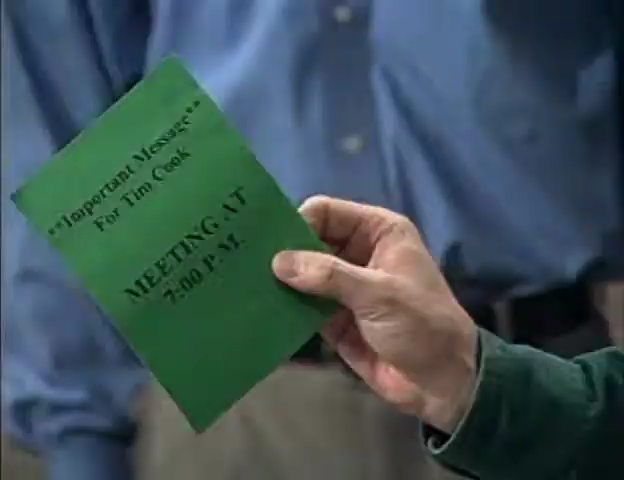 **Important Message**
For Tim Cook
MEETING AT
7:00 P.M.